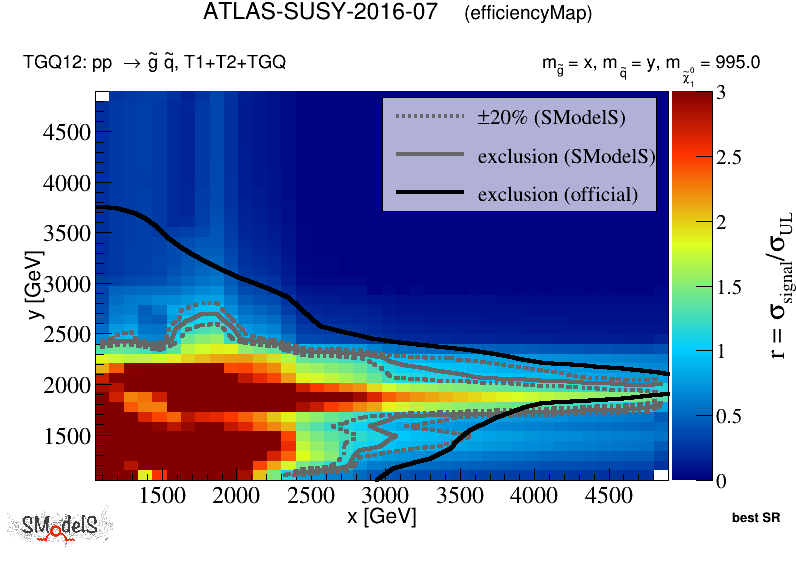 ATLAS-SUSY-2016-07 (efficiencyMap)
TGQ12: pp → g̃ q̃, T1+T2+TGQ
m_g̃ = x, m_q̃ = y, m_χ̃₁⁰ = 995.0
±20% (SModelS)
exclusion (SModelS)
exclusion (official)
y [GeV]
4500
4000
3500
3000
2500
2000
1500
1500 2000 2500 3000 3500 4000 4500
x [GeV]
3
2.5
2
1.5
1
0.5
0
r = σ_signal/σ_UL
SModelS
best SR